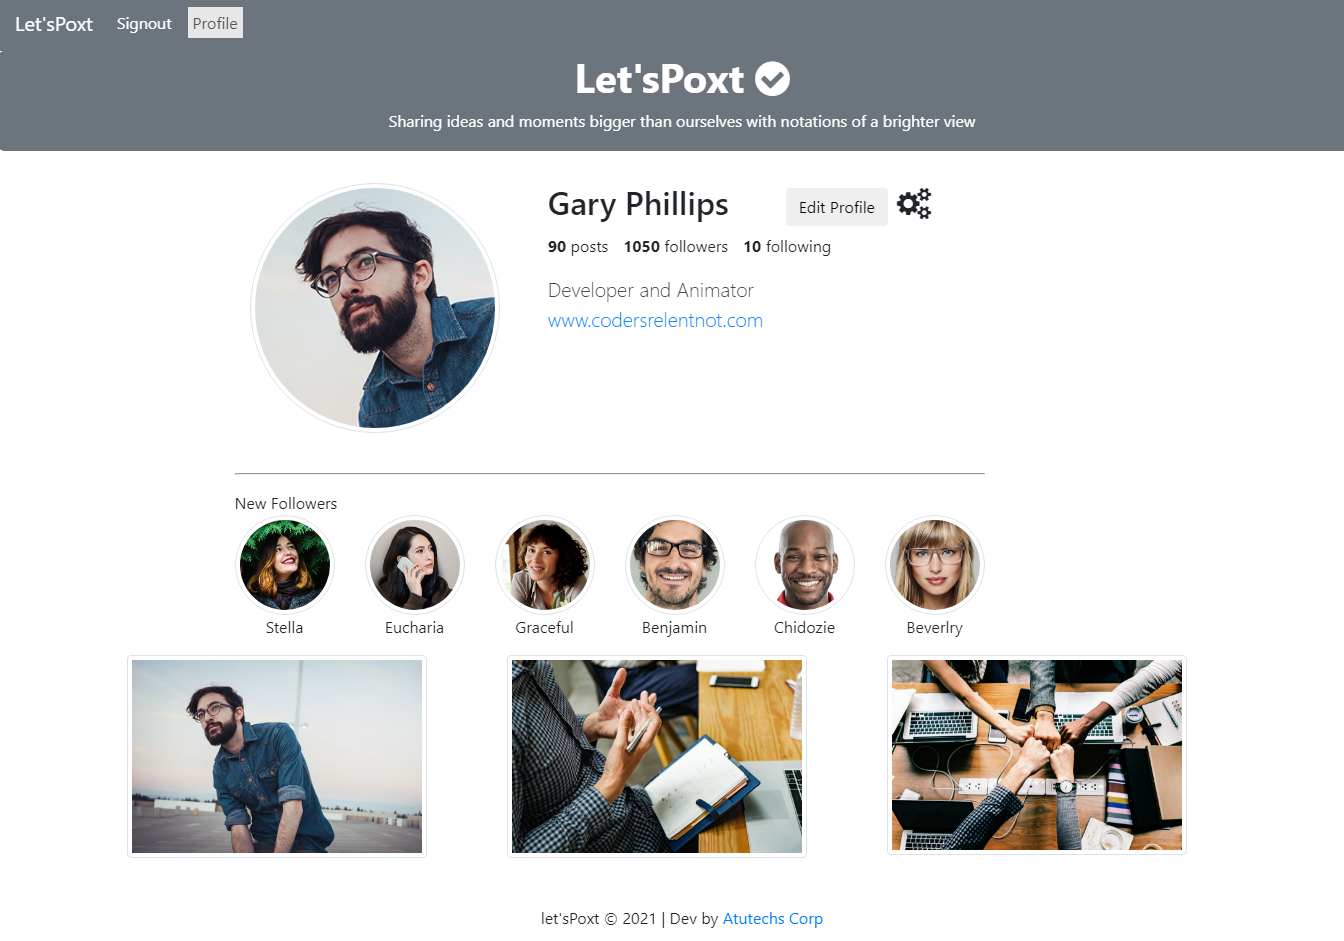 Let'sPoxt Signout Profile
Let'sPoxt
Sharing ideas and moments bigger than ourselves with notations of a brighter view
Gary Phillips Edit Profile
90 posts 1050 followers 10 following
Developer and Animator
www.codersrelentnot.com
New Followers
Stella Eucharia Graceful Benjamin Chidozie Beverlry
let'sPoxt © 2021 | Dev by Atutechs Corp